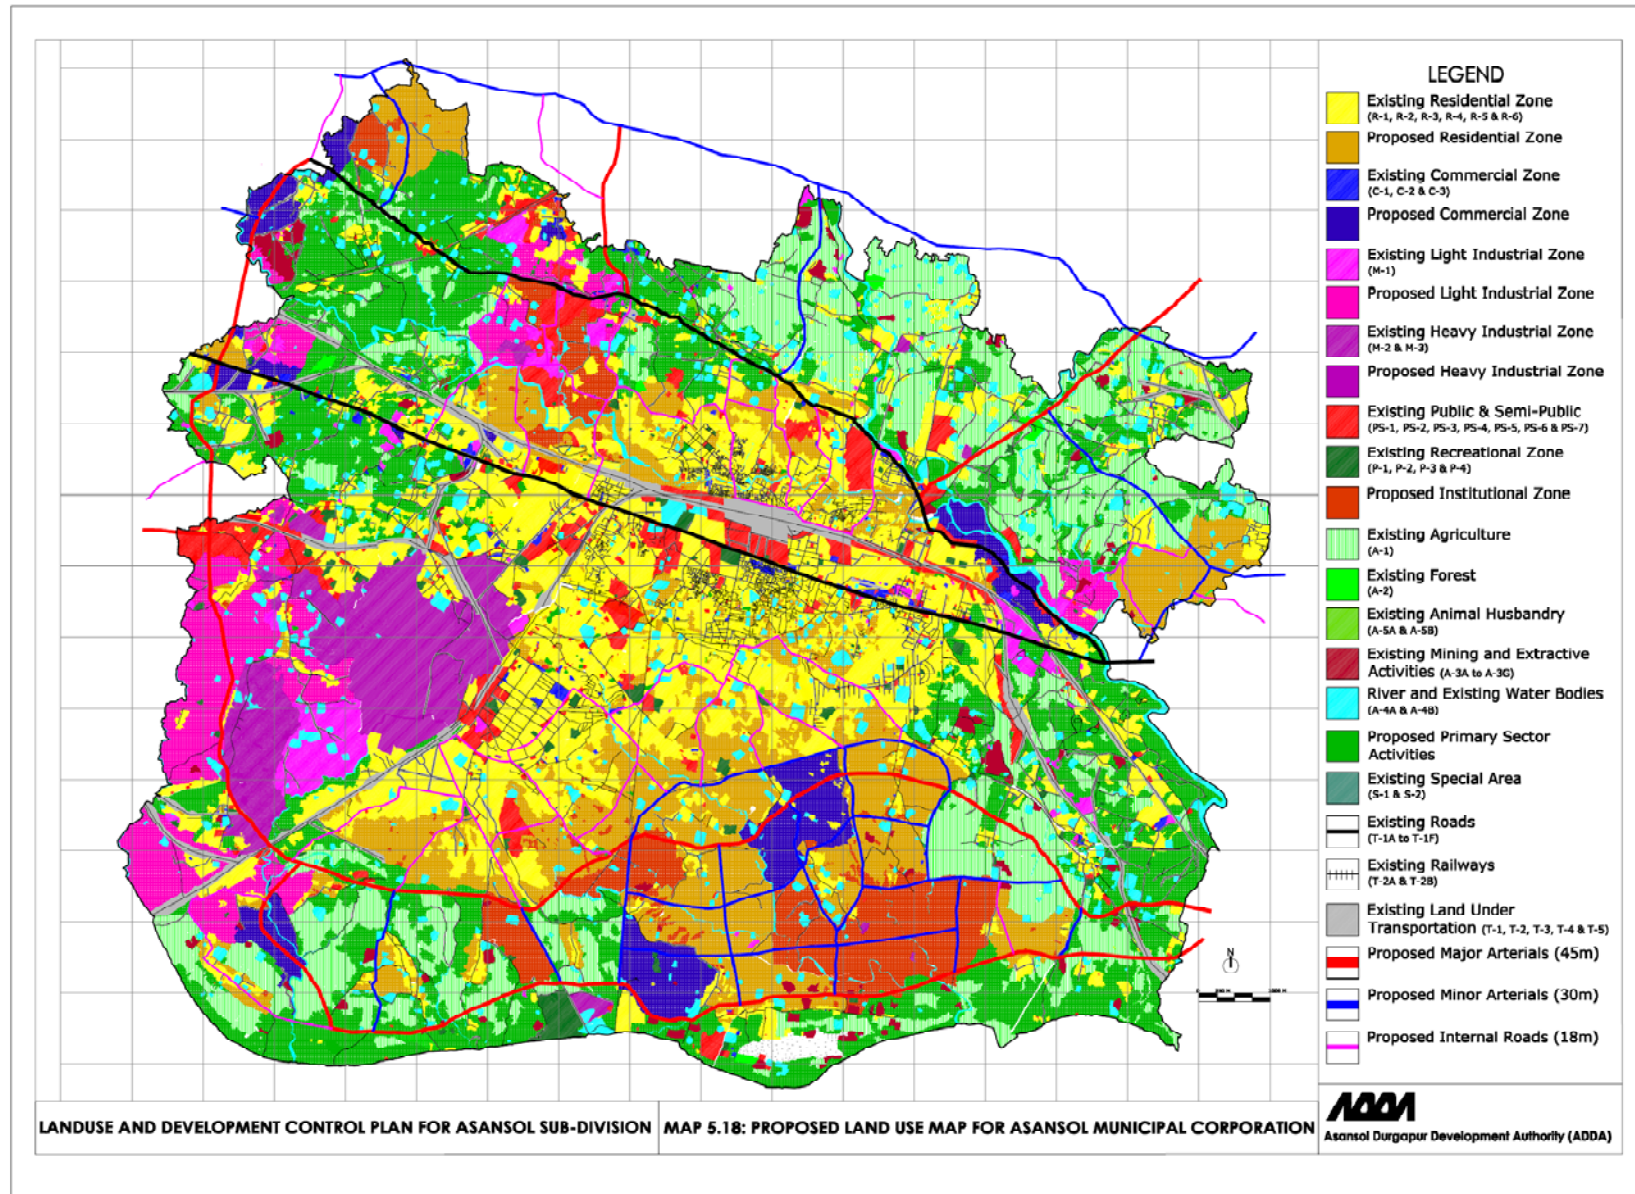 LEGEND
Existing Residential Zone
(R-1, R-2, R-3, R-4, R-5 & R-6)
Proposed Residential Zone
Existing Commercial Zone
(C-1, C-2 & C-3)
Proposed Commercial Zone
Existing Light Industrial Zone
(M-1)
Proposed Light Industrial Zone
Existing Heavy Industrial Zone
(M-2 & M-3)
Proposed Heavy Industrial Zone
Existing Public & Semi-Public
(PS-1, PS-2, PS-3, PS-4, PS-5, PS-6 & PS-7)
Existing Recreational Zone
(P-1, P-2, P-3 & P-4)
Proposed Institutional Zone
Existing Agriculture
(A-1)
Existing Forest
(A-2)
Existing Animal Husbandry
(A-5A & A-5B)
Existing Mining and Extractive
Activities (A-3A to A-3G)
River and Existing Water Bodies
(A-4A & A-4B)
Proposed Primary Sector
Activities
Existing Special Area
(S-1 & S-2)
Existing Roads
(T-1A to T-1F)
Existing Railways
(T-2A & T-2B)
Existing Land Under
Transportation (T-1, T-2, T-3, T-4 & T-5)
Proposed Major Arterials (45m)
Proposed Minor Arterials (30m)
Proposed Internal Roads (18m)
N
ADDA
Asansol Durgapur Development Authority (ADDA)
LANDUSE AND DEVELOPMENT CONTROL PLAN FOR ASANSOL SUB-DIVISION
MAP 5.18: PROPOSED LAND USE MAP FOR ASANSOL MUNICIPAL CORPORATION